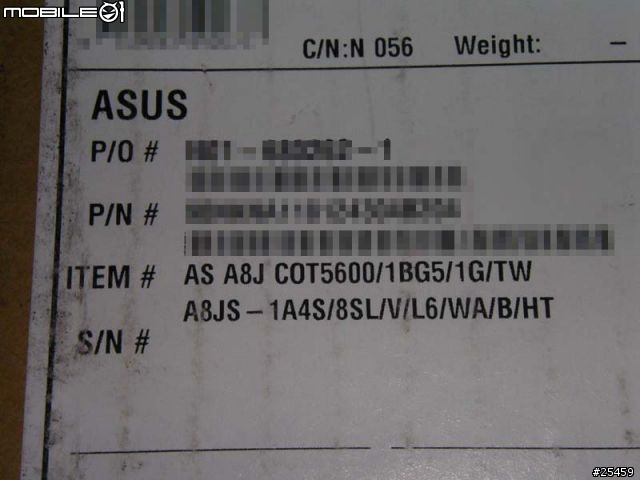 MOBILE01
C/N:N 056 Weight: –
ASUS
P/O #
P/N #
ITEM # AS A8J COT5600/1BG5/1G/TW
A8JS – 1A4S/8SL/V/L6/WA/B/HT
S/N #
#25459